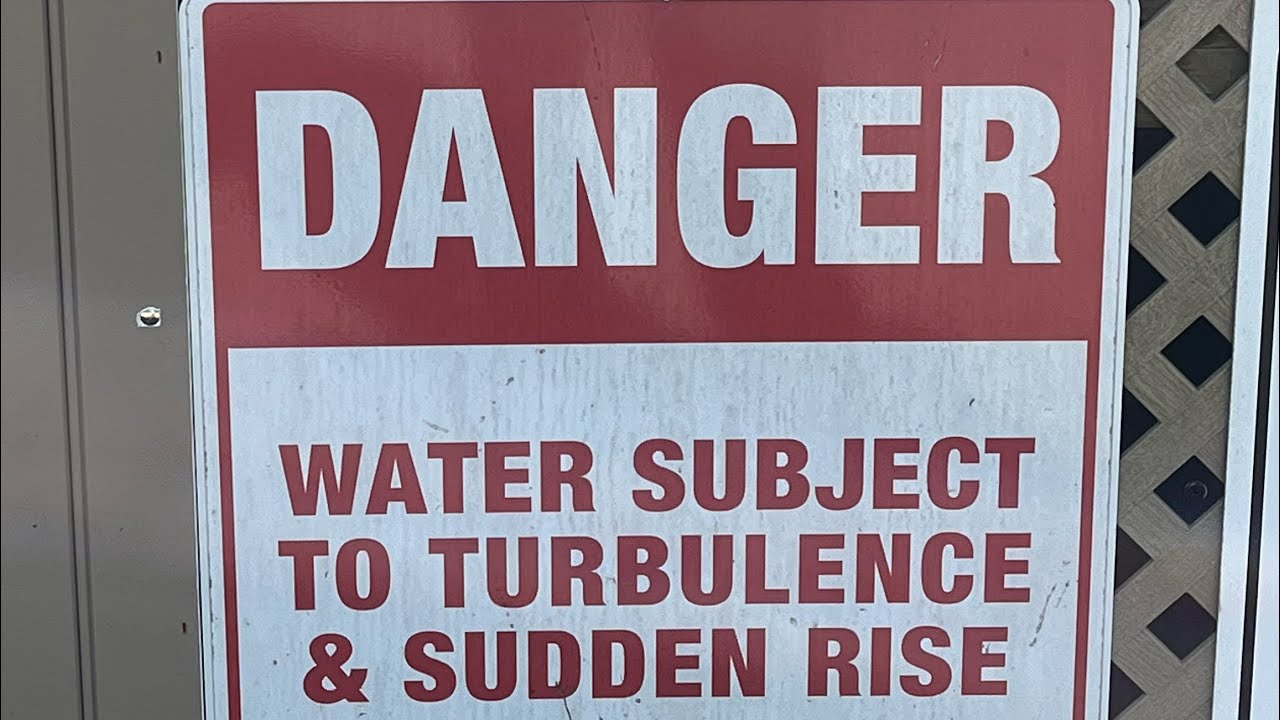 DANGER
WATER SUBJECT
TO TURBULENCE
& SUDDEN RISE